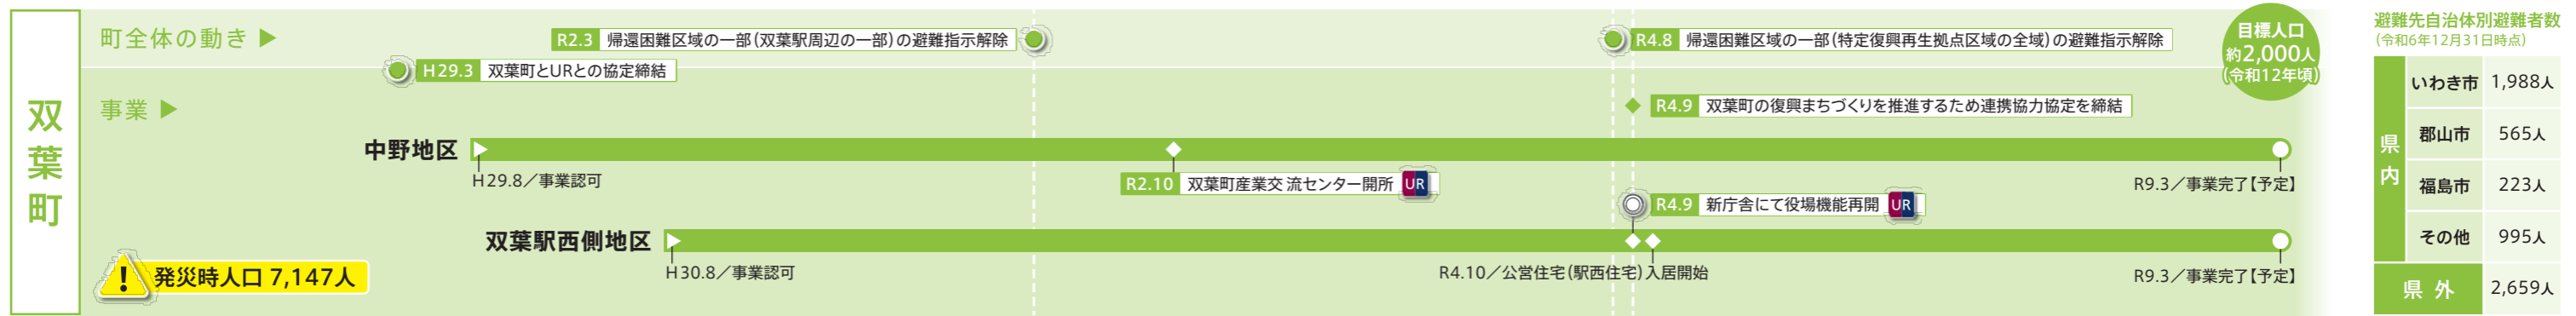 双葉町
町全体の動き ▶
R2.3 帰還困難区域の一部(双葉駅周辺の一部)の避難指示解除
R4.8 帰還困難区域の一部(特定復興再生拠点区域の全域)の避難指示解除
H29.3 双葉町とURとの協定締結
目標人口
約2,000人
(令和12年頃)
事業 ▶
R4.9 双葉町の復興まちづくりを推進するため連携協力協定を締結
中野地区
H29.8/事業認可
R2.10 双葉町産業交流センター開所 UR
R9.3/事業完了【予定】
R4.9 新庁舎にて役場機能再開 UR
双葉駅西側地区
H30.8/事業認可
R4.10/公営住宅(駅西住宅)入居開始
R9.3/事業完了【予定】
! 発災時人口 7,147人
避難先自治体別避難者数
(令和6年12月31日時点)
県内
いわき市 1,988人
郡山市 565人
福島市 223人
その他 995人
県外 2,659人